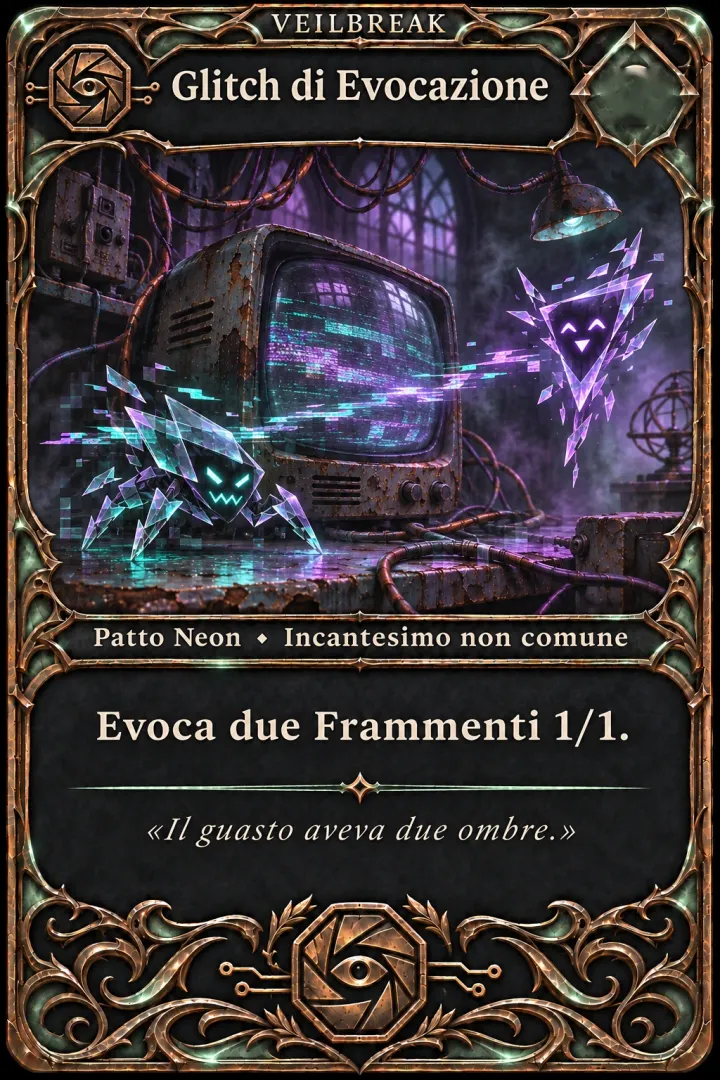 VEILBREAK
Glitch di Evocazione
Patto Neon ⬥ Incantesimo non comune
Evoca due Frammenti 1/1.
«Il guasto aveva due ombre.»